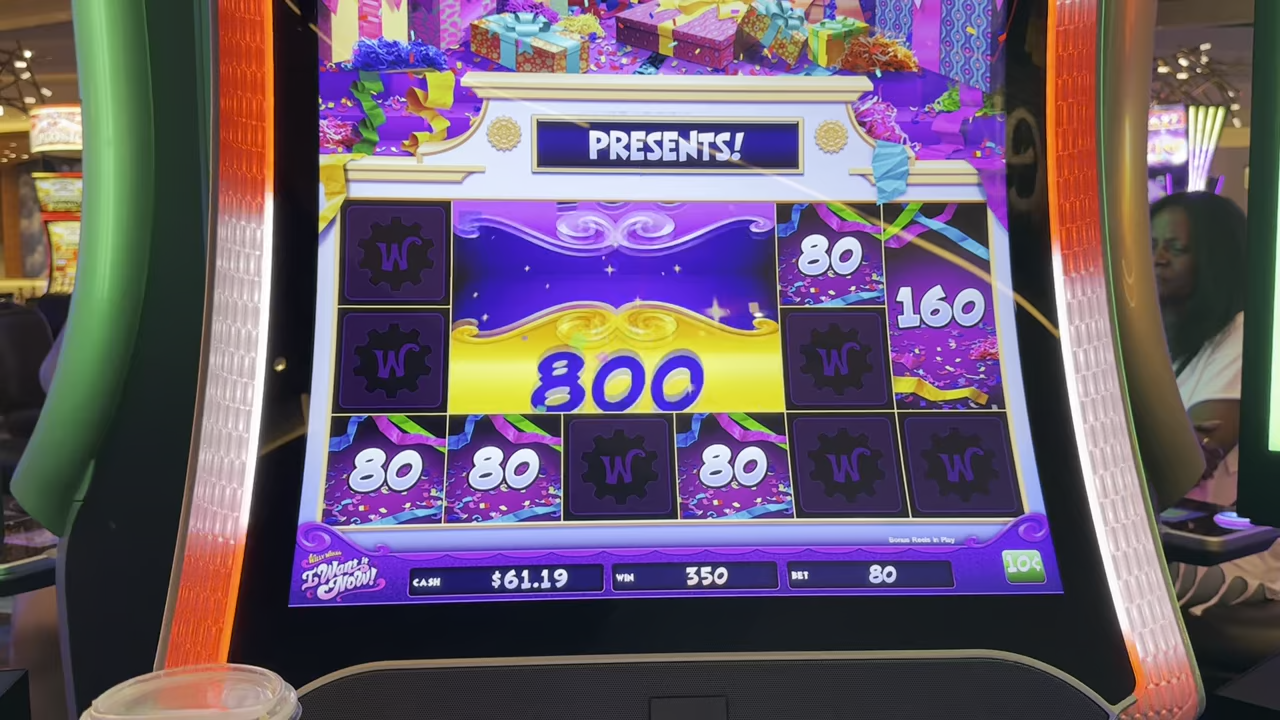 PRESENTS!
W
80
160
800
W
W
80
80
W
80
W
W
Bonus Reels in Play
WILLY WONKA
I Want it Now!
CASH $61.19
WIN 350
BET 80
10¢